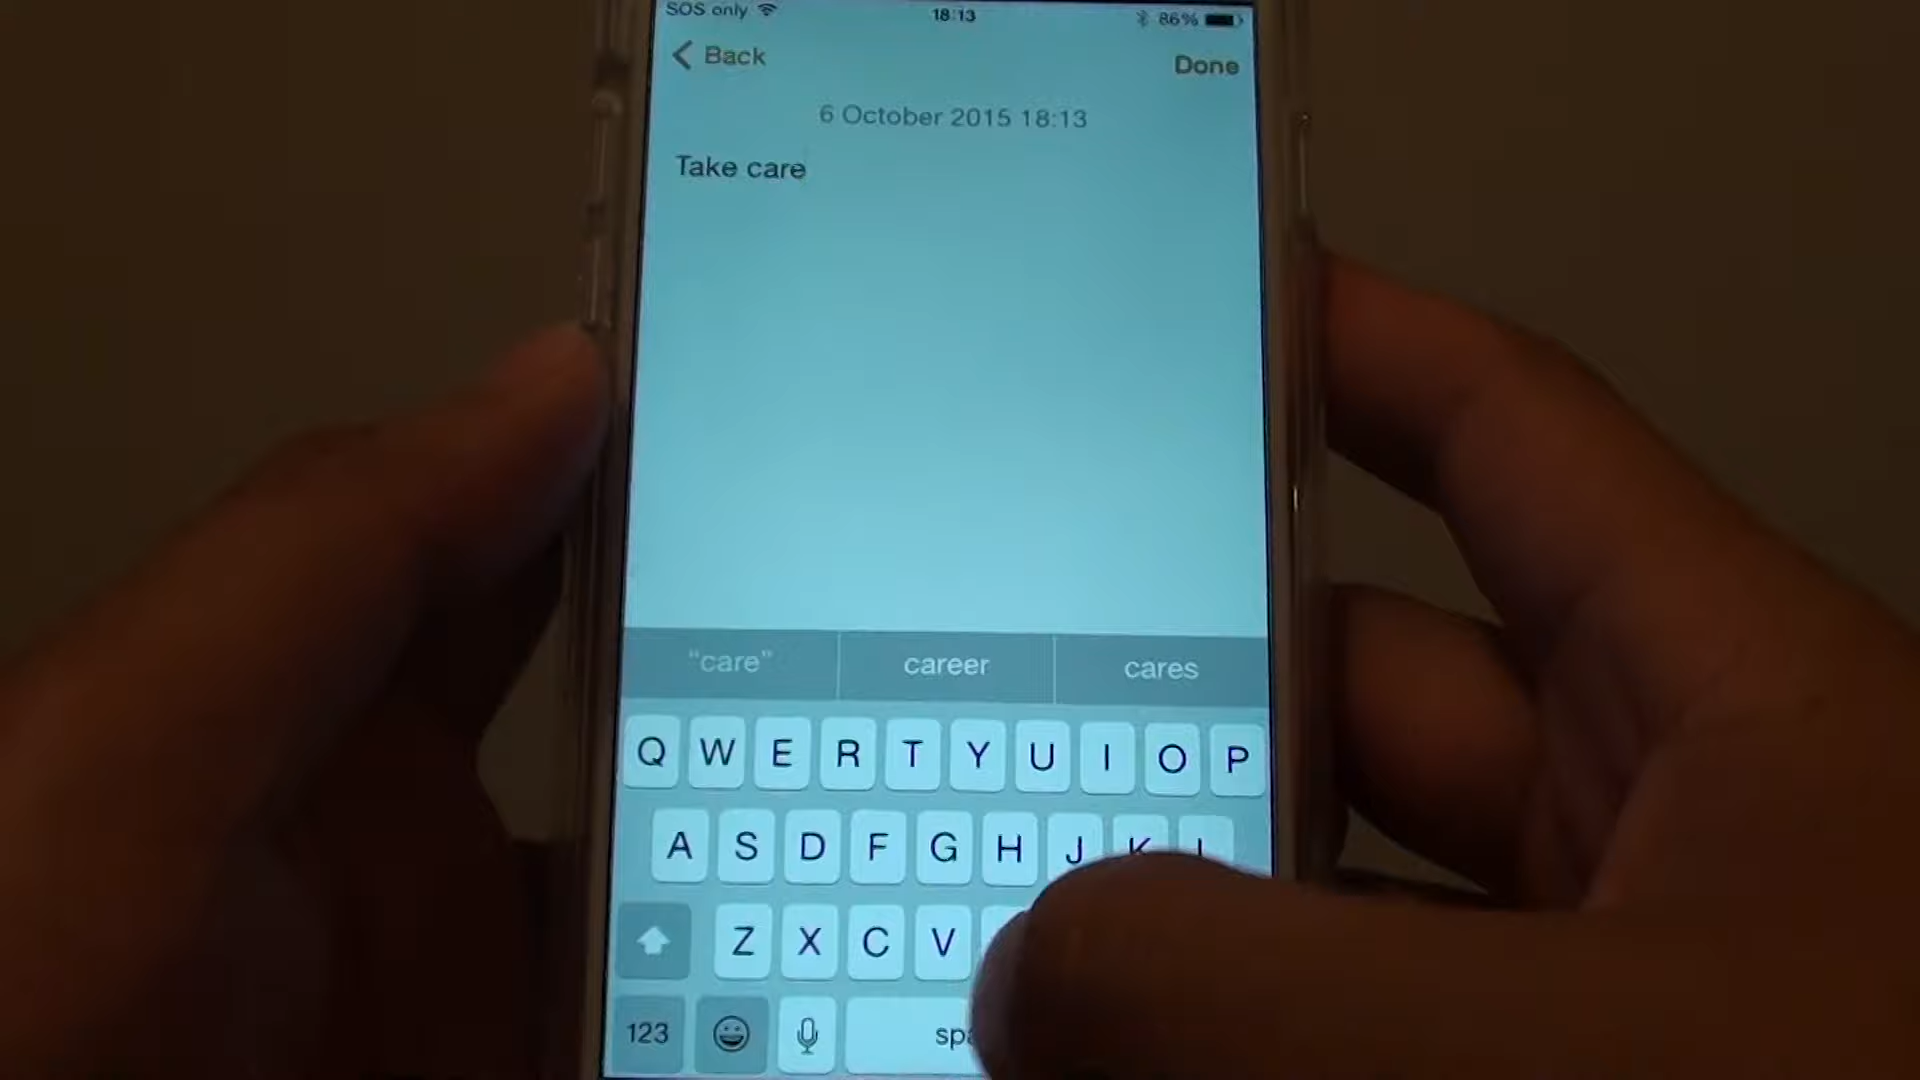 SOS only 18:13 86%
Back Done
6 October 2015 18:13
Take care
“care” career cares
Q W E R T Y U I O P
A S D F G H J K L
Z X C V
123